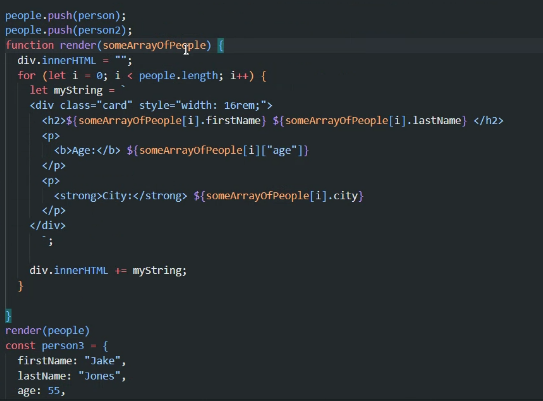 people.push(person);
people.push(person2);
function render(someArrayOfPeople) {
  div.innerHTML = "";
  for (let i = 0; i < people.length; i++) {
    let myString = `
    <div class="card" style="width: 16rem;">
      <h2>${someArrayOfPeople[i].firstName} ${someArrayOfPeople[i].lastName} </h2>
      <p>
        <b>Age:</b> ${someArrayOfPeople[i]["age"]}
      </p>
      <p>
        <strong>City:</strong> ${someArrayOfPeople[i].city}
      </p>
    </div>
      `;
    div.innerHTML += myString;
  }
}
render(people)
const person3 = {
  firstName: "Jake",
  lastName: "Jones",
  age: 55,